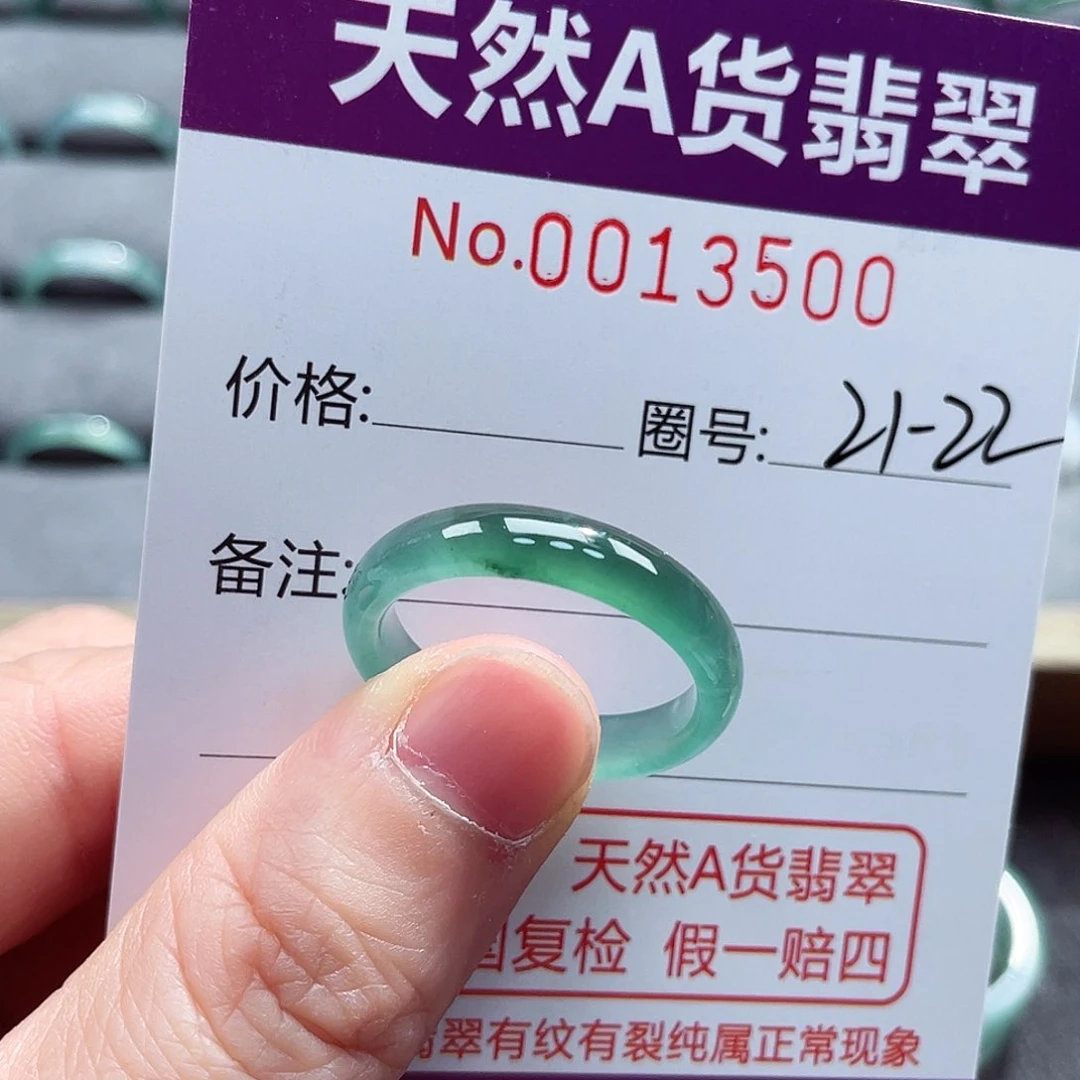 天然A货翡翠
No.0013500
价格: 圈号: 21-22
备注:
天然A货翡翠
国复检 假一赔四
翡翠有纹有裂纯属正常现象